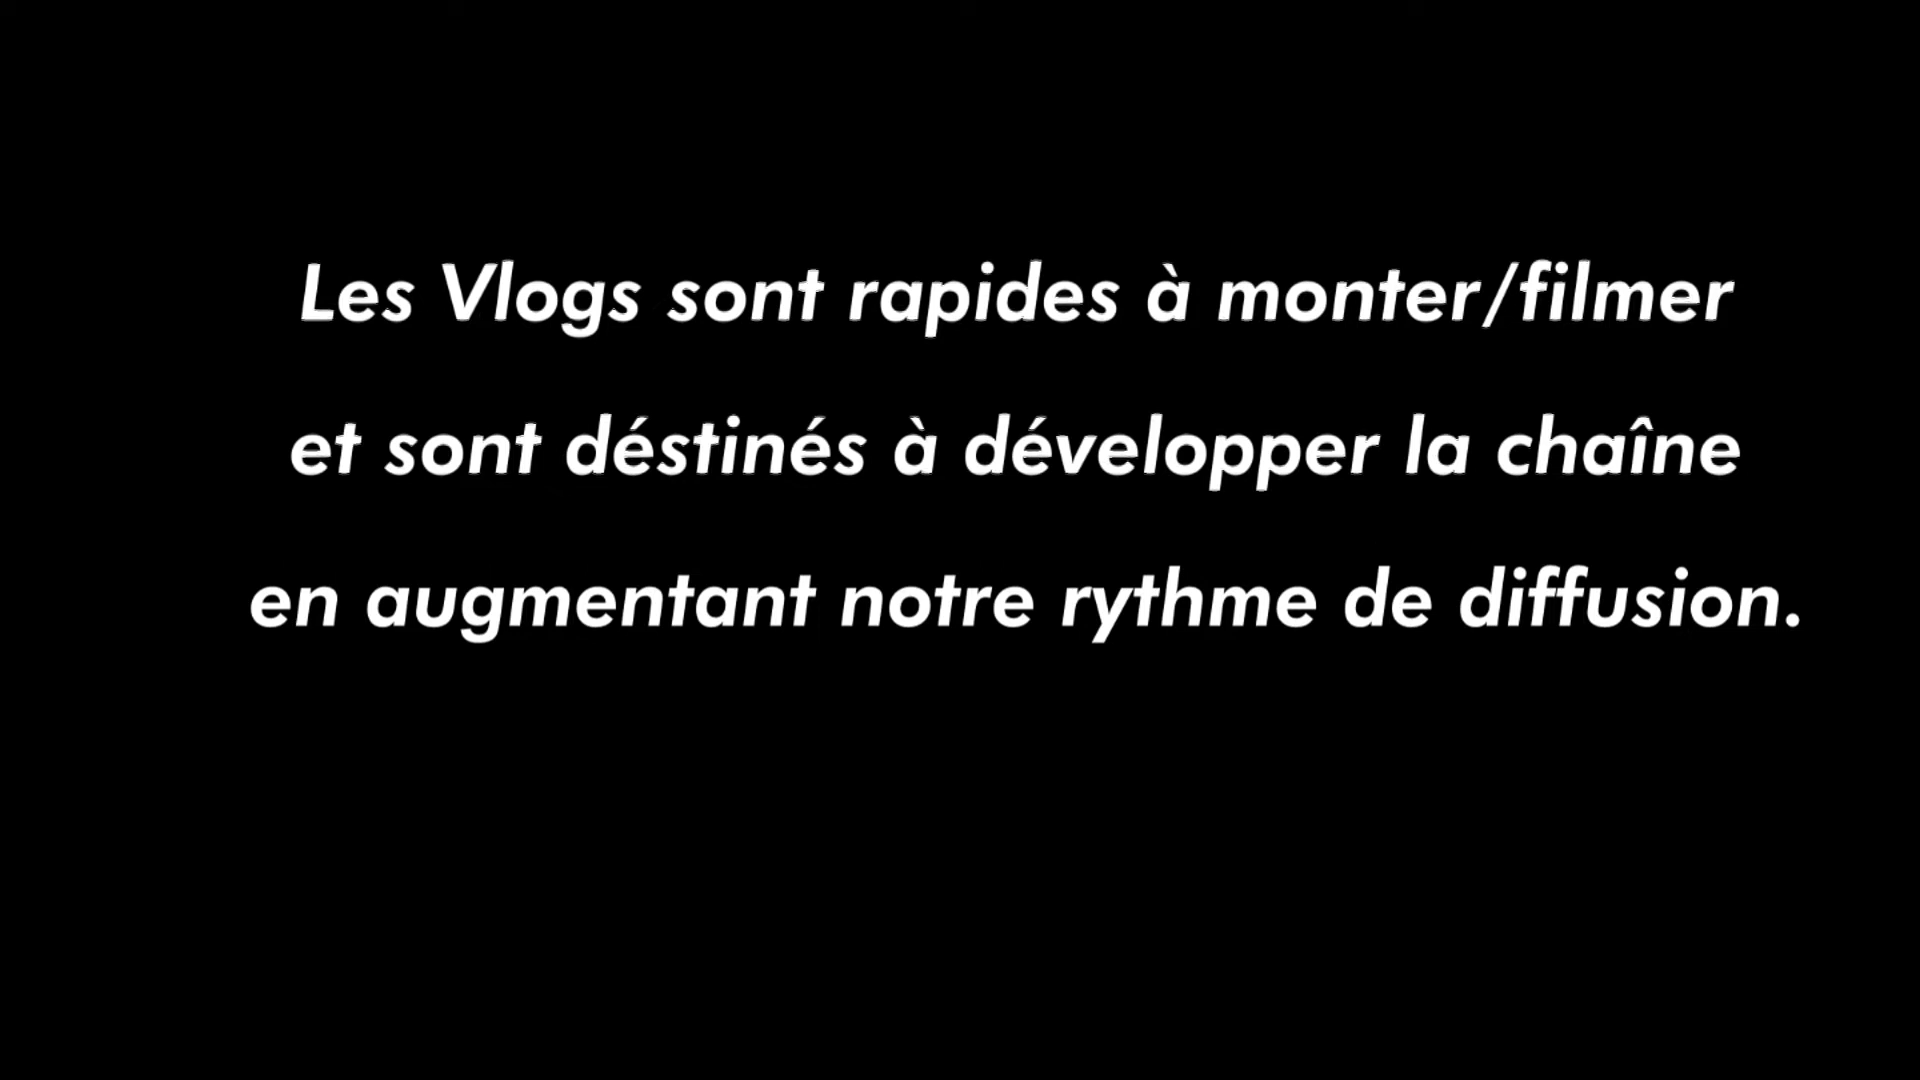 Les Vlogs sont rapides à monter/filmer
et sont déstinés à développer la chaîne
en augmentant notre rythme de diffusion.